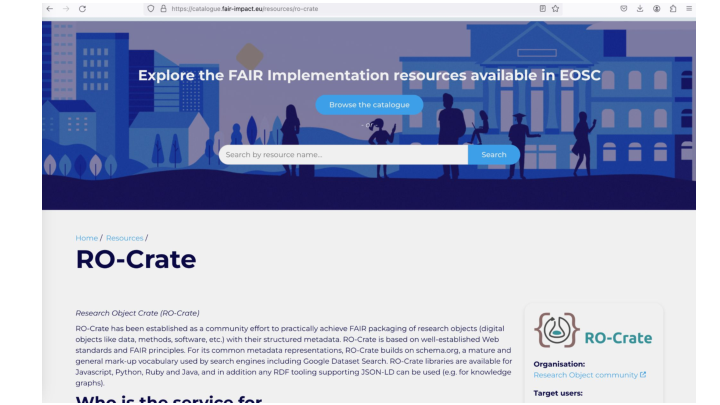 https://catalogue.fair-impact.eu/resources/ro-crate
Explore the FAIR Implementation resources available in EOSC
Browse the catalogue
- or -
Search by resource name...
Search
Home / Resources /
RO-Crate
Research Object Crate (RO-Crate)
RO-Crate has been established as a community effort to practically achieve FAIR packaging of research objects (digital
objects like data, methods, software, etc.) with their structured metadata. RO-Crate is based on well-established Web
standards and FAIR principles. For its common metadata representations, RO-Crate builds on schema.org, a mature and
general mark-up vocabulary used by search engines including Google Dataset Search. RO-Crate libraries are available for
Javascript, Python, Ruby and Java, and in addition any RDF tooling supporting JSON-LD can be used (e.g. for knowledge
graphs).
Who is the service for
RO-Crate
Organisation:
Research Object community
Target users: